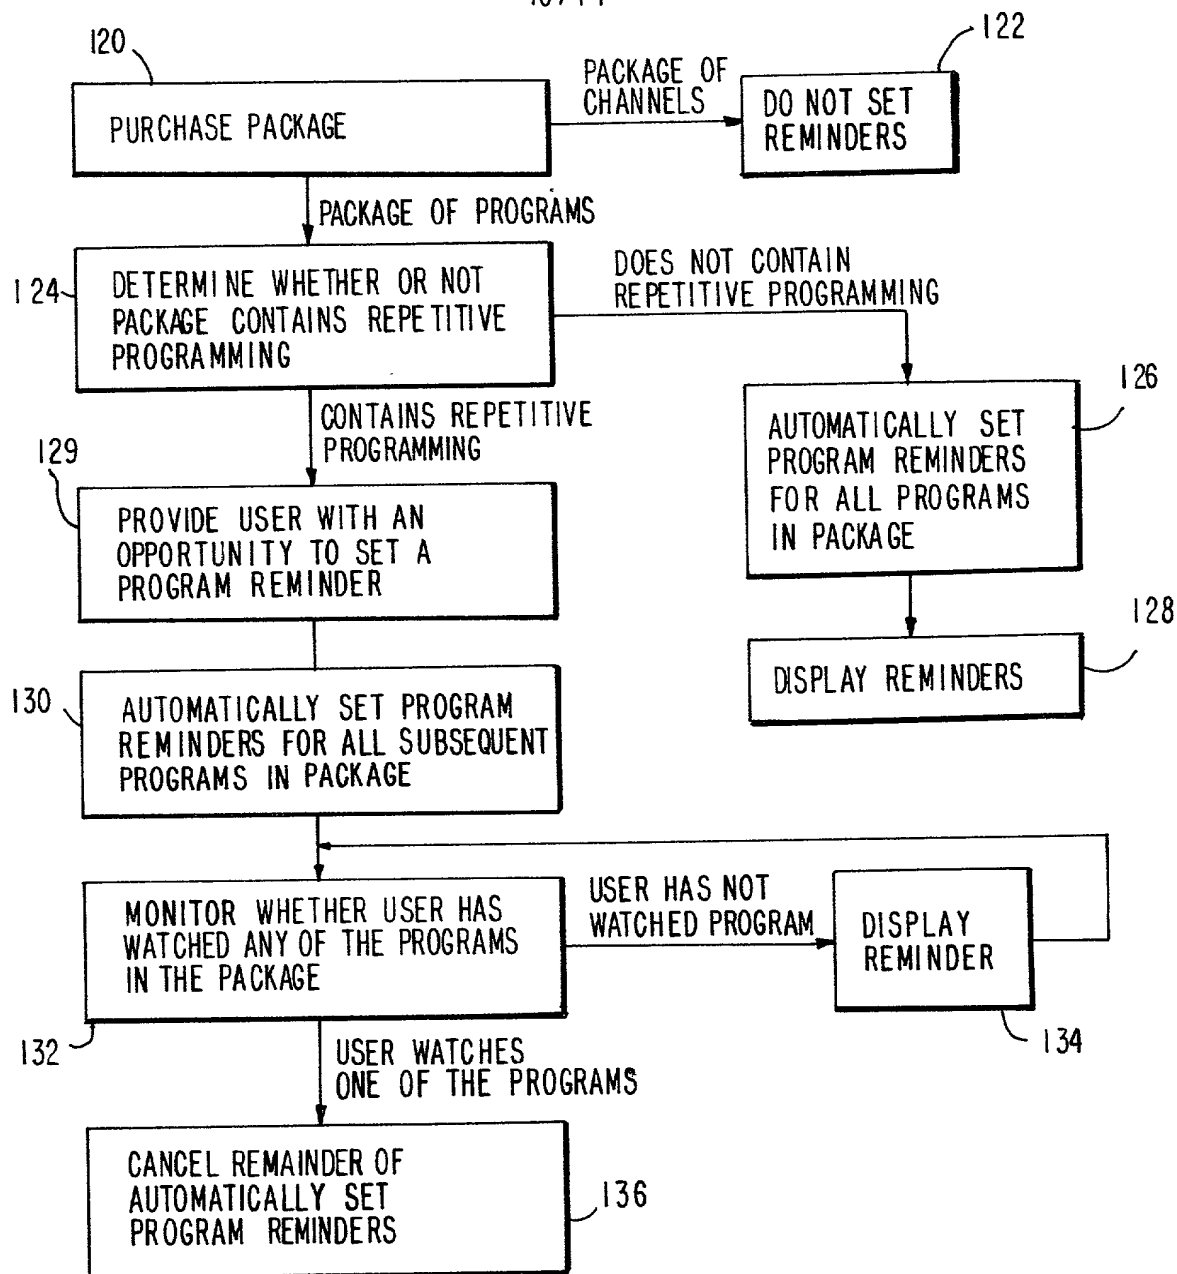 120
122
PURCHASE PACKAGE
PACKAGE OF
CHANNELS
DO NOT SET
REMINDERS
PACKAGE OF PROGRAMS
124
DETERMINE WHETHER OR NOT
PACKAGE CONTAINS REPETITIVE
PROGRAMMING
DOES NOT CONTAIN
REPETITIVE PROGRAMMING
126
AUTOMATICALLY SET
PROGRAM REMINDERS
FOR ALL PROGRAMS
IN PACKAGE
CONTAINS REPETITIVE
PROGRAMMING
129
PROVIDE USER WITH AN
OPPORTUNITY TO SET A
PROGRAM REMINDER
128
DISPLAY REMINDERS
130
AUTOMATICALLY SET PROGRAM
REMINDERS FOR ALL SUBSEQUENT
PROGRAMS IN PACKAGE
MONITOR WHETHER USER HAS
WATCHED ANY OF THE PROGRAMS
IN THE PACKAGE
132
USER HAS NOT
WATCHED PROGRAM
DISPLAY
REMINDER
134
USER WATCHES
ONE OF THE PROGRAMS
CANCEL REMAINDER OF
AUTOMATICALLY SET
PROGRAM REMINDERS
136